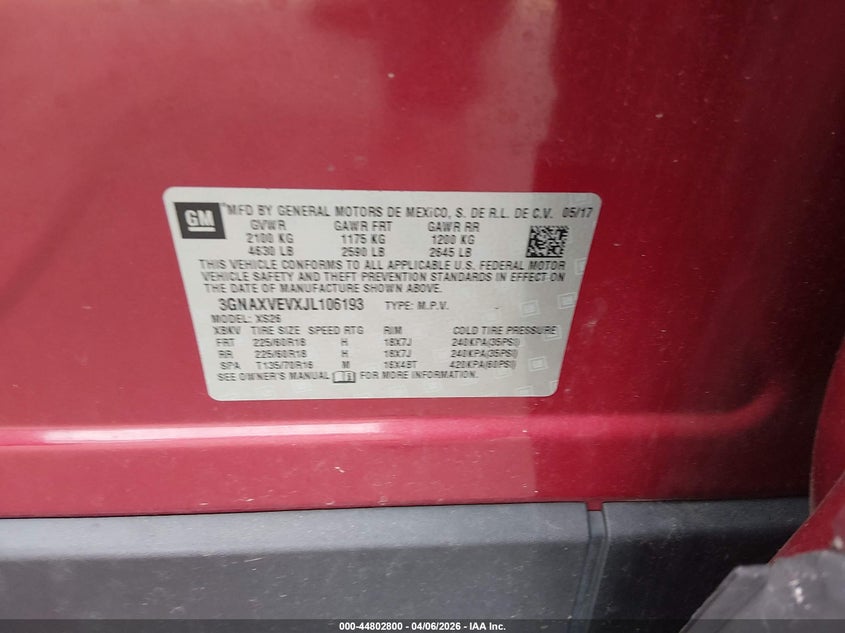 GM
MFD BY GENERAL MOTORS DE MEXICO, S. DE R.L. DE C.V. 05/17
GVWR GAWR FRT GAWR RR
2100 KG 1175 KG 1200 KG
4630 LB 2590 LB 2645 LB
THIS VEHICLE CONFORMS TO ALL APPLICABLE U.S. FEDERAL MOTOR
VEHICLE SAFETY AND THEFT PREVENTION STANDARDS IN EFFECT ON
THE DATE OF MANUFACTURE SHOWN ABOVE.
3GNAXVEVXJL106193 TYPE: M.P.V.
MODEL: XS26
XBKV TIRE SIZE SPEED RTG RIM COLD TIRE PRESSURE
FRT 225/60R18 H 18X7J 240KPA(35PSI)
RR 225/60R18 H 18X7J 240KPA(35PSI)
SPA T135/70R16 M 16X4BT 420KPA(60PSI)
SEE OWNER'S MANUAL FOR MORE INFORMATION.
000-44802800 - 04/06/2026 - IAA Inc.